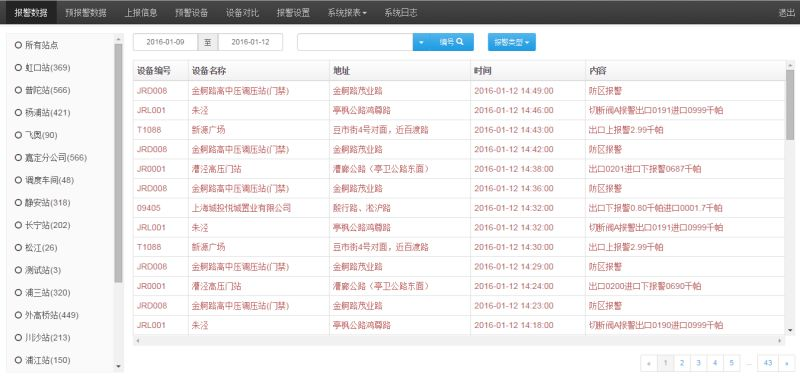 报警数据 预报警数据 上报信息 预警设备 设备对比 报警设置 系统报表 系统日志 退出
所有站点
虹口站(369)
普陀站(566)
杨浦站(421)
飞奥(90)
嘉定分公司(566)
调度车间(48)
静安站(318)
长宁站(202)
松江(26)
测试站(3)
浦三站(320)
外高桥站(449)
川沙站(213)
浦江站(150)
2016-01-09 至 2016-01-12 编号 报警类型
设备编号 设备名称 地址 时间 内容
JRD008 金舸路高中压调压站(门禁) 金舸路茂业路 2016-01-12 14:49:00 防区报警
JRL001 朱泾 亭枫公路鸿尊路 2016-01-12 14:46:00 切断阀A报警出口0191进口0999千帕
T1088 新源广场 豆市街4号对面，近百渡路 2016-01-12 14:43:00 出口上报警2.99千帕
JRD008 金舸路高中压调压站(门禁) 金舸路茂业路 2016-01-12 14:42:00 防区报警
JR0001 漕泾高压门站 漕廊公路（亭卫公路东面） 2016-01-12 14:38:00 出口0201进口下报警0687千帕
JRD008 金舸路高中压调压站(门禁) 金舸路茂业路 2016-01-12 14:36:00 防区报警
09405 上海城投悦城置业有限公司 殷行路、淞沪路 2016-01-12 14:32:00 出口下报警0.80千帕进口0001.7千帕
JRL001 朱泾 亭枫公路鸿尊路 2016-01-12 14:32:00 切断阀A报警出口0191进口0999千帕
T1088 新源广场 豆市街4号对面，近百渡路 2016-01-12 14:30:00 出口上报警2.99千帕
JRD008 金舸路高中压调压站(门禁) 金舸路茂业路 2016-01-12 14:29:00 防区报警
JR0001 漕泾高压门站 漕廊公路（亭卫公路东面） 2016-01-12 14:24:00 出口0200进口下报警0690千帕
JRD008 金舸路高中压调压站(门禁) 金舸路茂业路 2016-01-12 14:23:00 防区报警
JRL001 朱泾 亭枫公路鸿尊路 2016-01-12 14:18:00 切断阀A报警出口0190进口0999千帕
« 1 2 3 4 5 ... 43 »